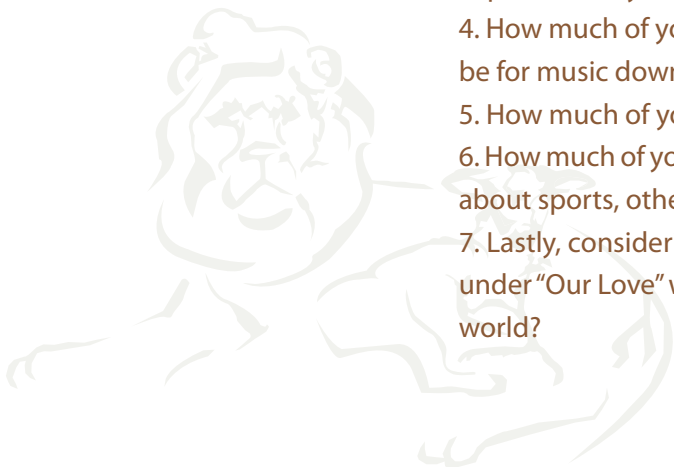 4. How much of yo
be for music down
5. How much of yo
6. How much of yo
about sports, othe
7. Lastly, consider
under “Our Love” w
world?